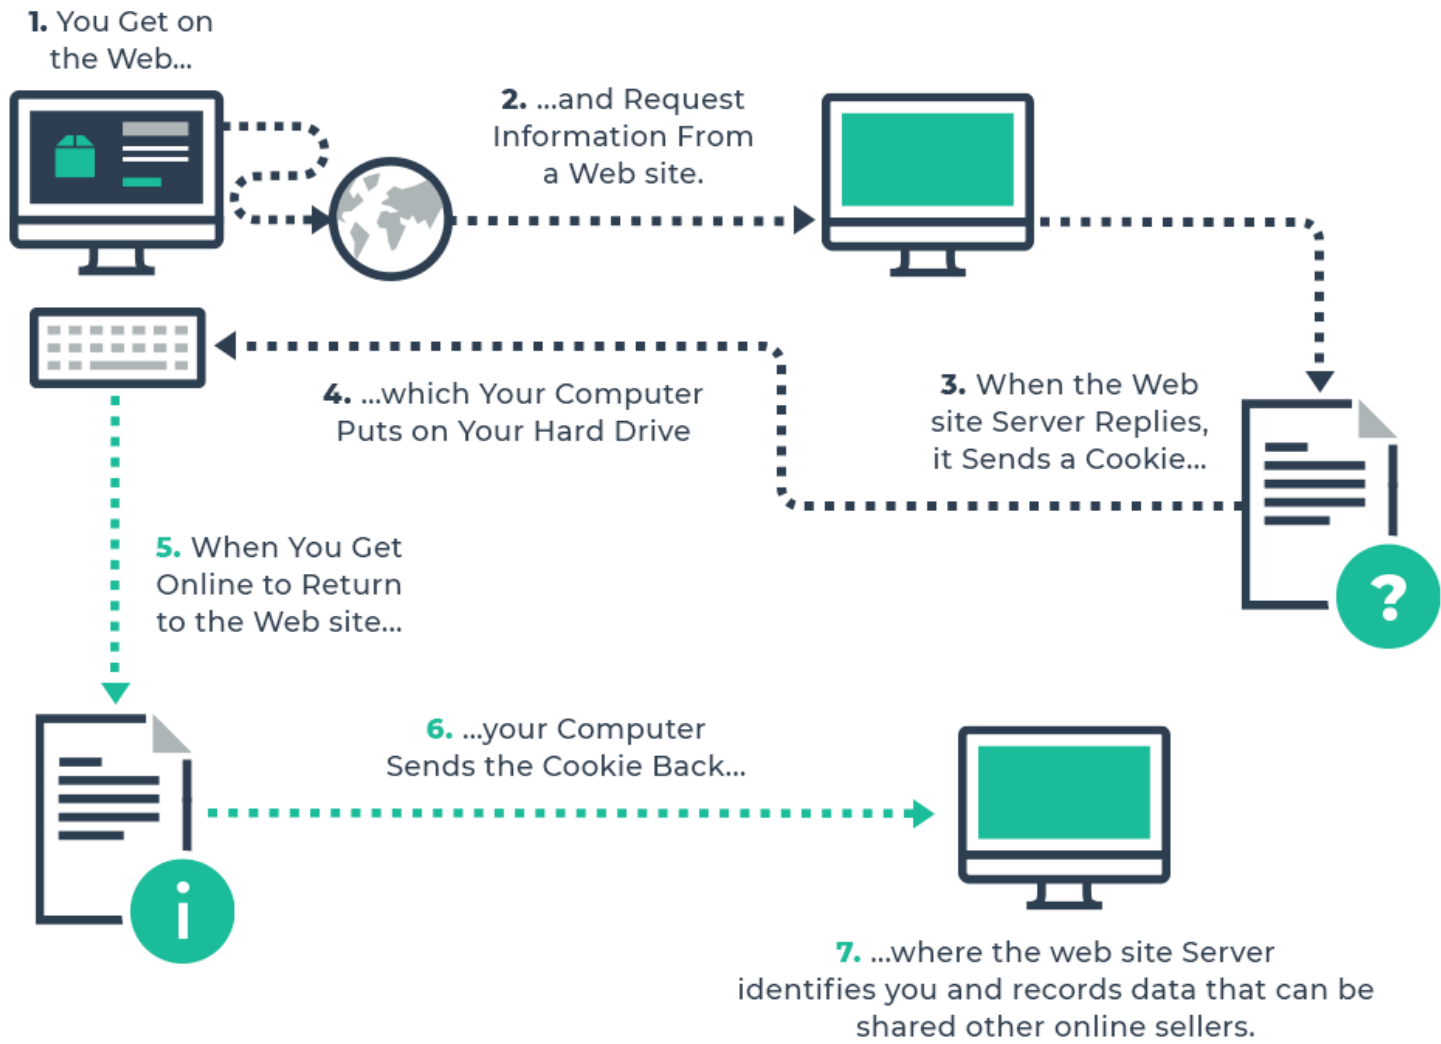 1. You Get on
the Web...
2. ...and Request
Information From
a Web site.
3. When the Web
site Server Replies,
it Sends a Cookie...
?
4. ...which Your Computer
Puts on Your Hard Drive
5. When You Get
Online to Return
to the Web site...
i
6. ...your Computer
Sends the Cookie Back...
7. ...where the web site Server
identifies you and records data that can be
shared other online sellers.